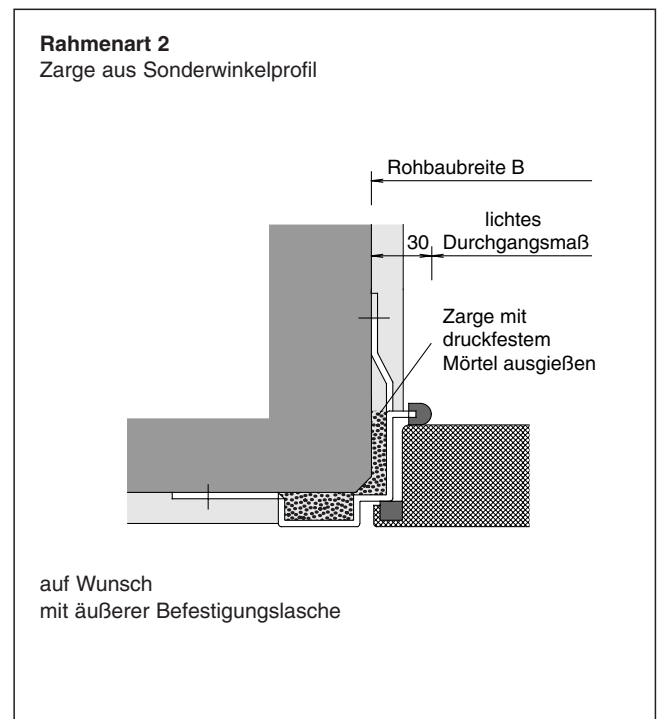 Rahmenart 2
Zarge aus Sonderwinkelprofil
Rohbaubreite B
lichtes
30 Durchgangsmaß
Zarge mit
druckfestem
Mörtel ausgießen
auf Wunsch
mit äußerer Befestigungslasche